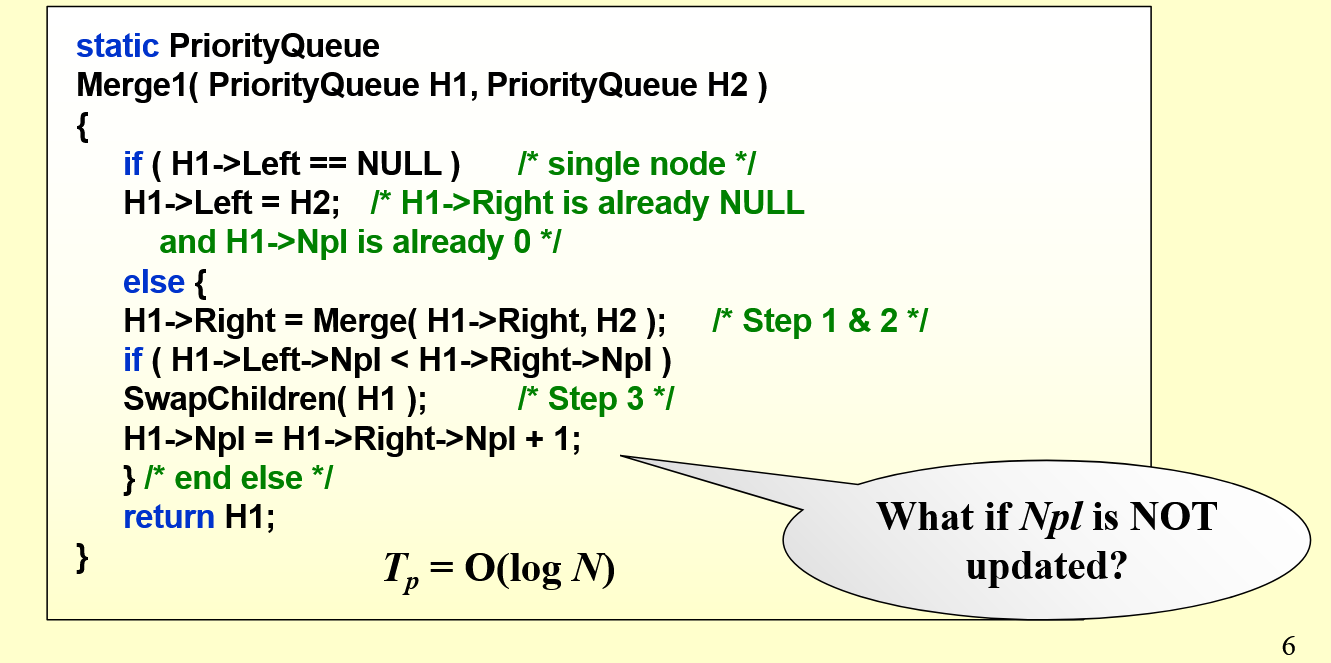 static PriorityQueue
Merge1( PriorityQueue H1, PriorityQueue H2 )
{
if ( H1->Left == NULL ) /* single node */
H1->Left = H2; /* H1->Right is already NULL
and H1->Npl is already 0 */
else {
H1->Right = Merge( H1->Right, H2 ); /* Step 1 & 2 */
if ( H1->Left->Npl < H1->Right->Npl )
SwapChildren( H1 ); /* Step 3 */
H1->Npl = H1->Right->Npl + 1;
} /* end else */
return H1;
}
Tp = O(log N)
What if Npl is NOT
updated?
6